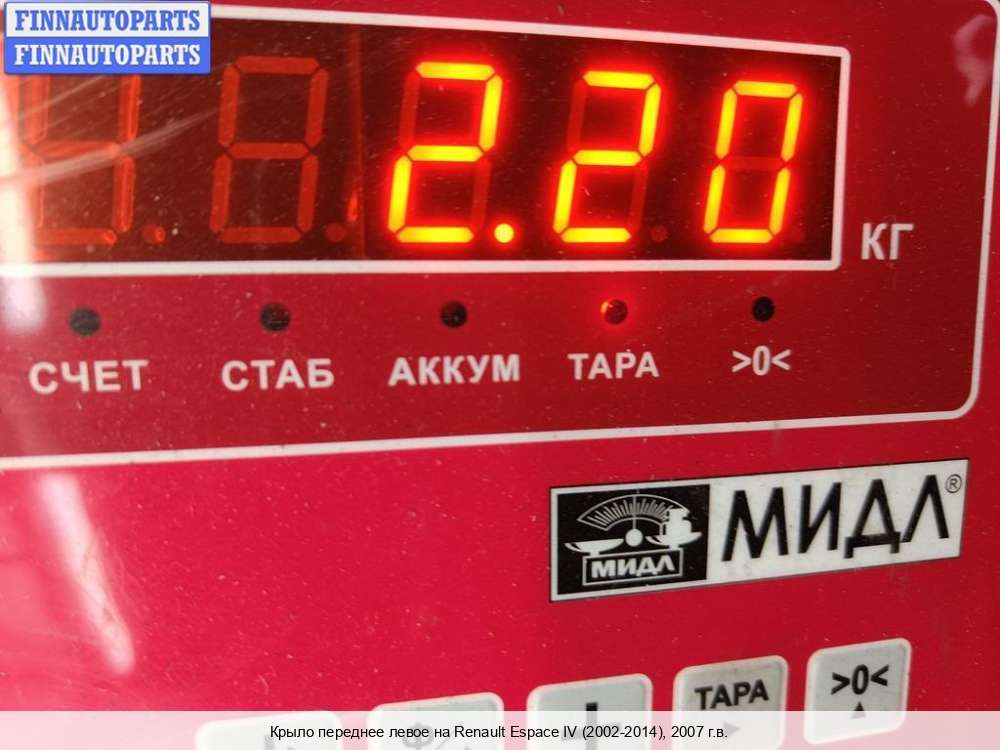 FINNAUTOPARTS
FINNAUTOPARTS
2.20
КГ
СЧЕТ СТАБ АККУМ ТАРА >0<
МИДЛ МИДЛ®
ТАРА >0<
Крыло переднее левое на Renault Espace IV (2002-2014), 2007 г.в.